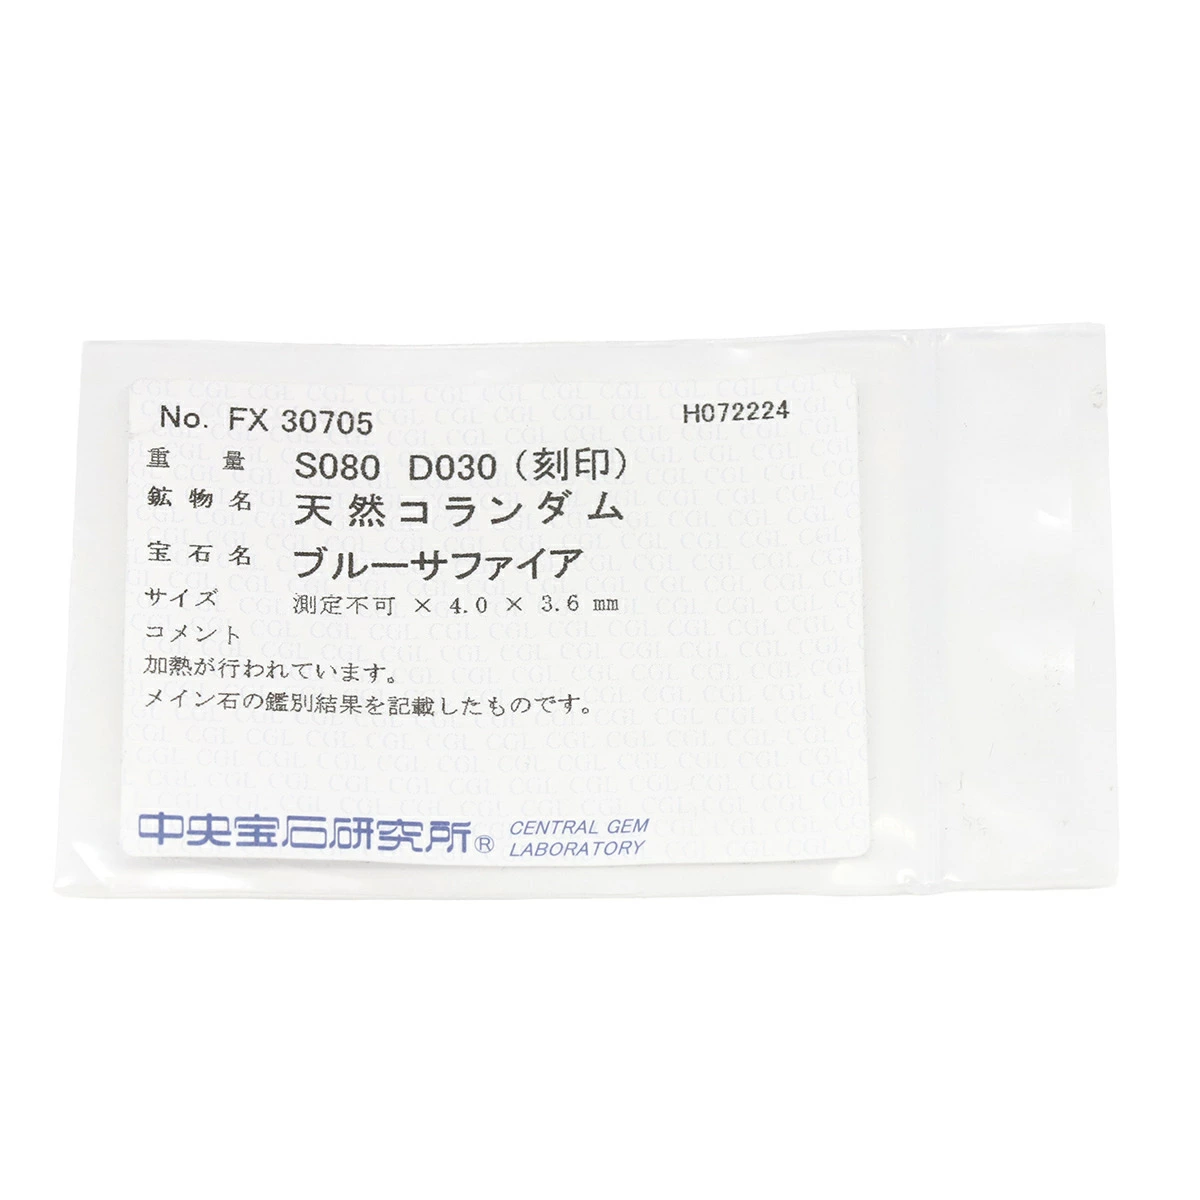 No. FX 30705 H072224
重量 S080 D030 (刻印)
鉱物名 天然コランダム
宝石名 ブルーサファイア
サイズ 測定不可 × 4.0 × 3.6 mm
コメント
加熱が行われています。
メイン石の鑑別結果を記載したものです。
中央宝石研究所® CENTRAL GEM
LABORATORY